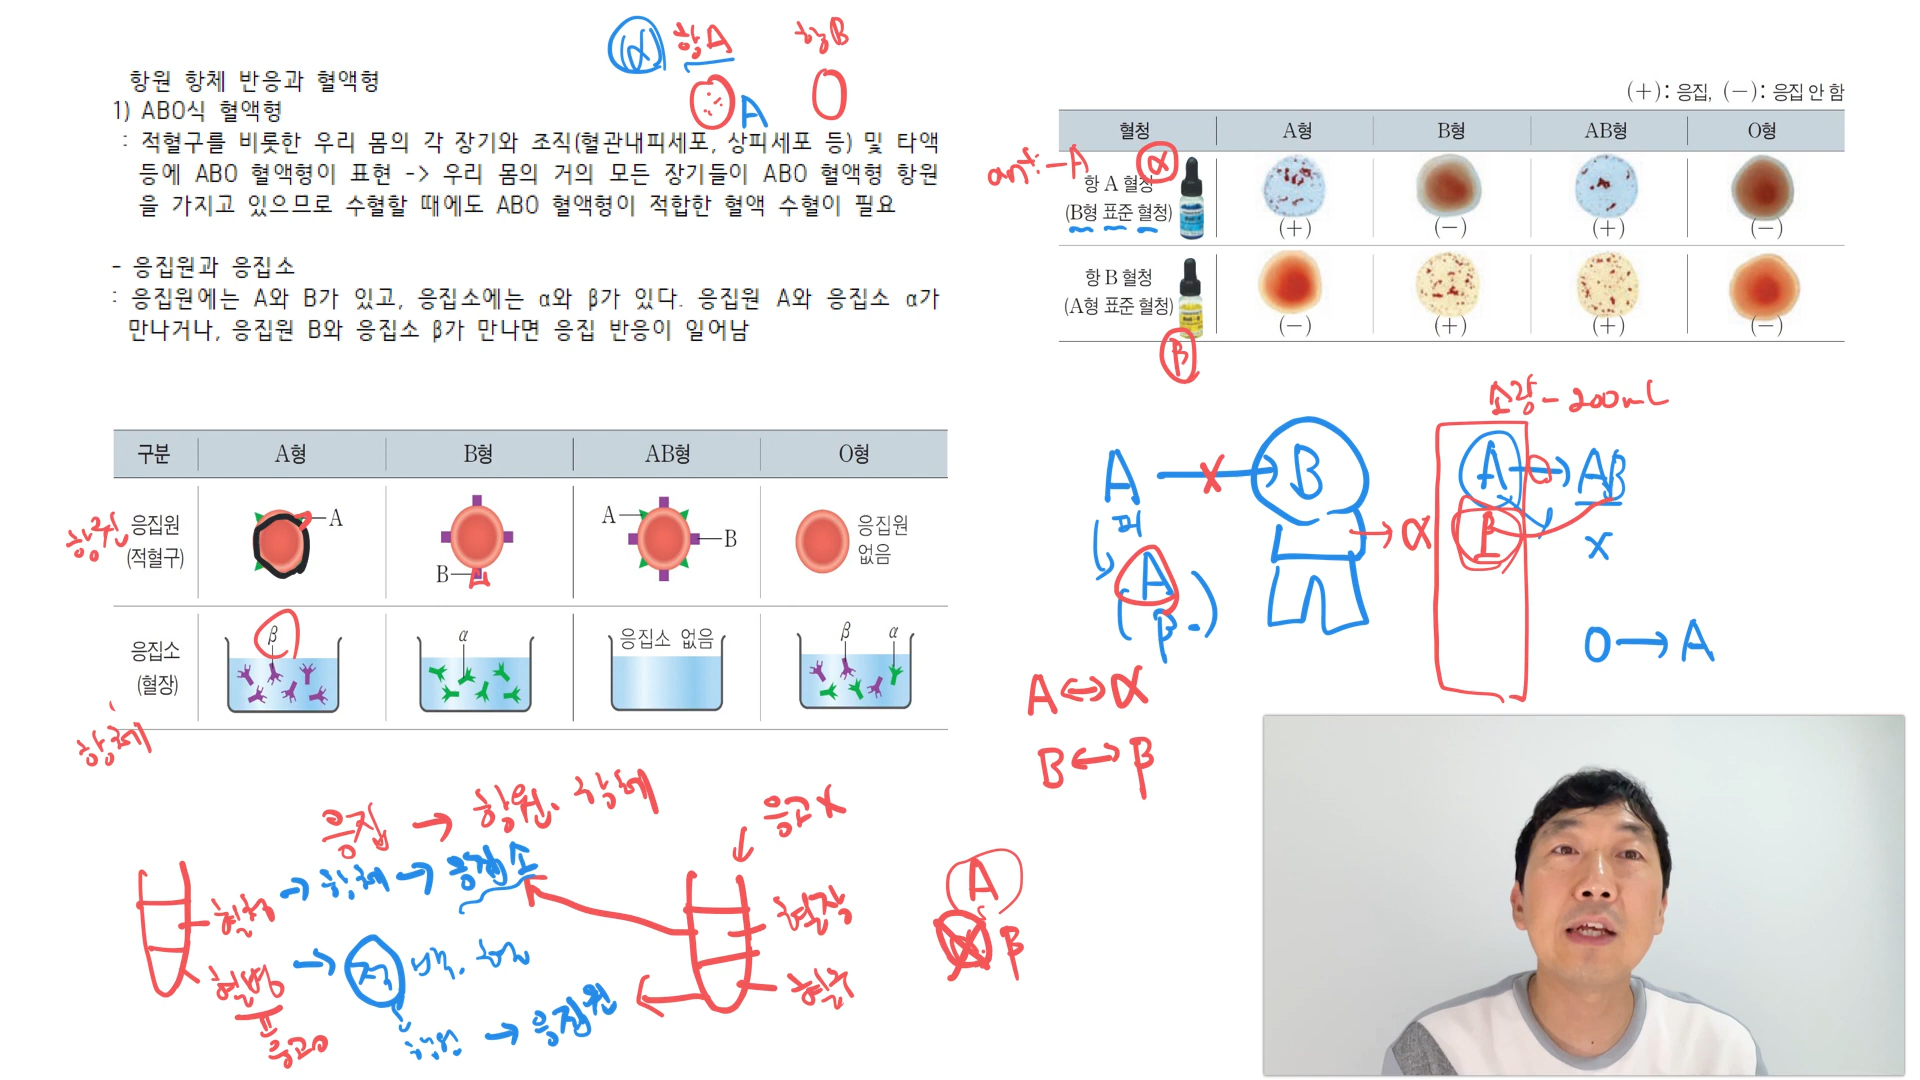 항원 항체 반응과 혈액형
1) ABO식 혈액형
: 적혈구를 비롯한 우리 몸의 각 장기와 조직(혈관내피세포, 상피세포 등) 및 타액
등에 ABO 혈액형이 표현 -> 우리 몸의 거의 모든 장기들이 ABO 혈액형 항원
을 가지고 있으므로 수혈할 때에도 ABO 혈액형이 적합한 혈액 수혈이 필요
- 응집원과 응집소
: 응집원에는 A와 B가 있고, 응집소에는 α와 β가 있다. 응집원 A와 응집소 α가
만나거나, 응집원 B와 응집소 β가 만나면 응집 반응이 일어남
α 항A 항B
A
구분 A형 B형 AB형 O형
항원
응집원
(적혈구)
A
B
A
B
응집원
없음
응집소
(혈장)
β
α
응집소 없음
β α
항체
응집 → 항원. 항체
혈청 → 항체 → 응집소
혈병 → 적
응고
항원 → 응집원
응고 X
혈장
혈구
A
α β
(+): 응집, (−): 응집 안 함
혈청 A형 B형 AB형 O형
anti-A α
항 A 혈청
(B형 표준 혈청)
(+) (−) (+) (−)
항 B 혈청
(A형 표준 혈청)
(−) (+) (+) (−)
β
소량 - 200mL
A X → B
피
A
β
→ α
A → AB
β X
O → A
A ↔ α
B ↔ β